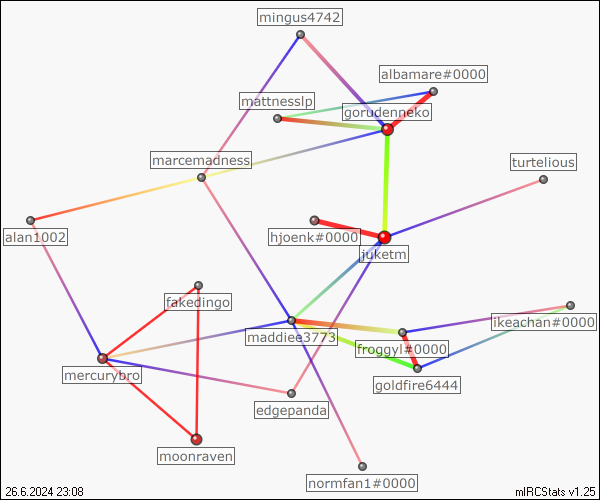 mingus4742
albamare#0000
mattnesslp
gorudenneko
marcemadness
turtelious
alan1002
hjoenk#0000
juketm
fakedingo
ikeachan#0000
maddiee3773
froggyl#0000
mercurybro
goldfire6444
edgepanda
moonraven
normfan1#0000
26.6.2024 23:08
mIRCStats v1.25